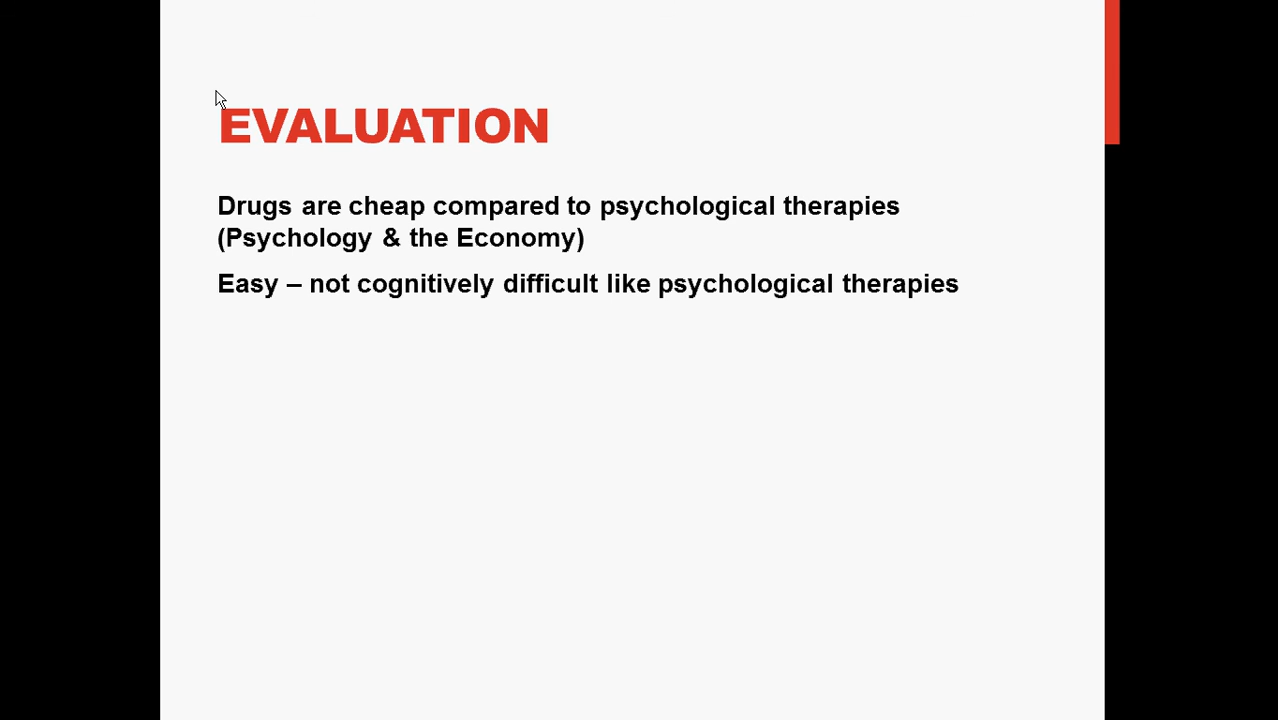 EVALUATION
Drugs are cheap compared to psychological therapies
(Psychology & the Economy)
Easy – not cognitively difficult like psychological therapies